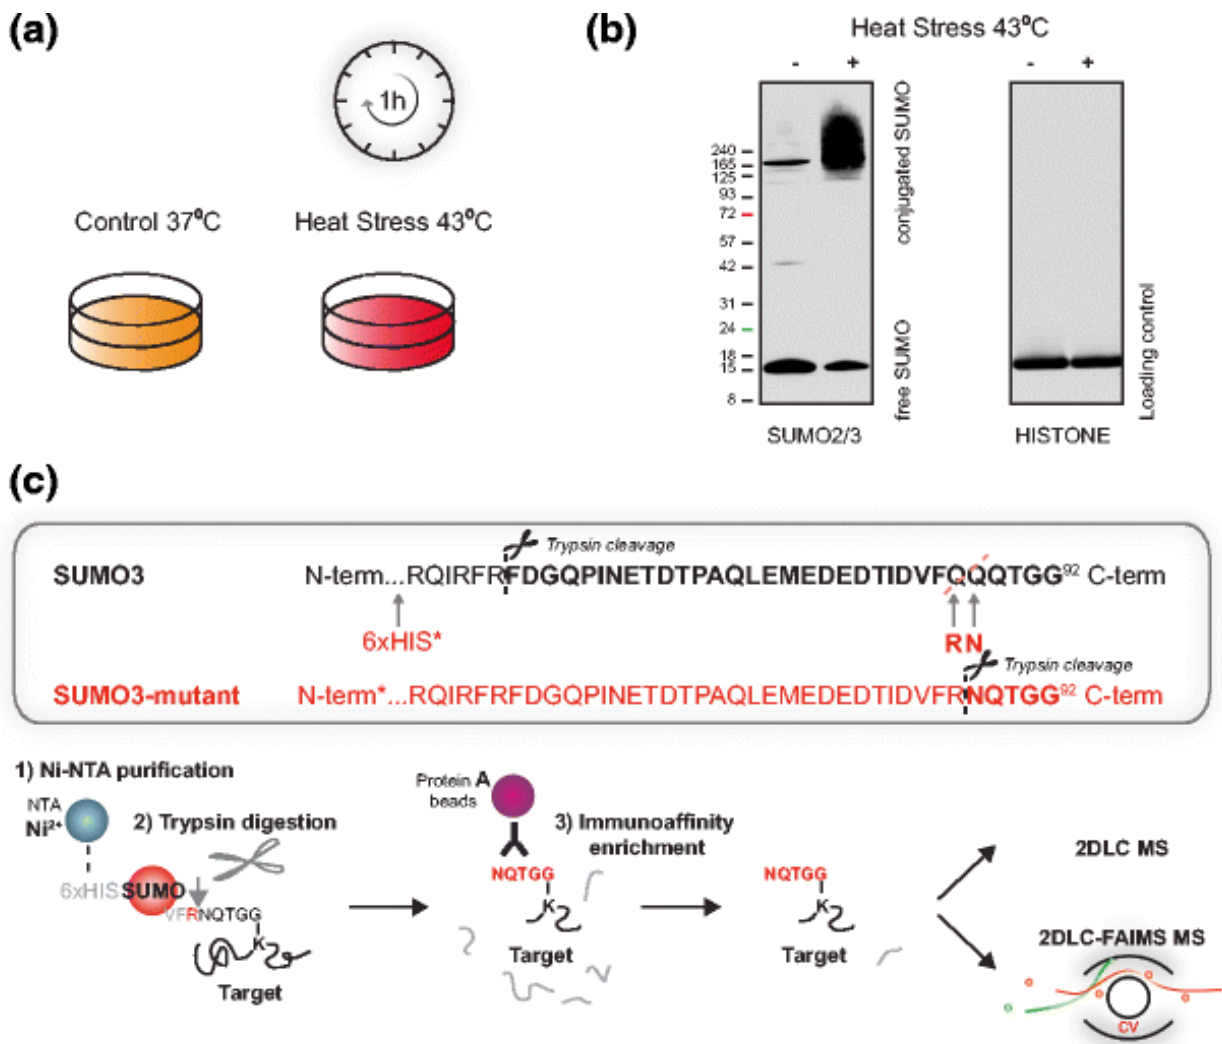 (a)
1h
Control 37⁰C
Heat Stress 43⁰C
(b)
Heat Stress 43⁰C
- +
- +
240
165
125
93
72
57
42
31
24
18
15
8
conjugated SUMO
free SUMO
Loading control
SUMO2/3
HISTONE
(c)
Trypsin cleavage
SUMO3
N-term...RQIRFRFDGQPINETDTPAQLEMEDEDTIDVFQQQTGG⁹² C-term
6xHIS*
RN
Trypsin cleavage
SUMO3-mutant
N-term*...RQIRFRFDGQPINETDTPAQLEMEDEDTIDVFRNQTGG⁹² C-term
1) Ni-NTA purification
NTA
Ni²⁺
2) Trypsin digestion
6xHIS SUMO
VFRNQTGG
K
Target
Protein A
beads
3) Immunoaffinity
enrichment
NQTGG
K
Target
NQTGG
K
Target
2DLC MS
2DLC-FAIMS MS
CV